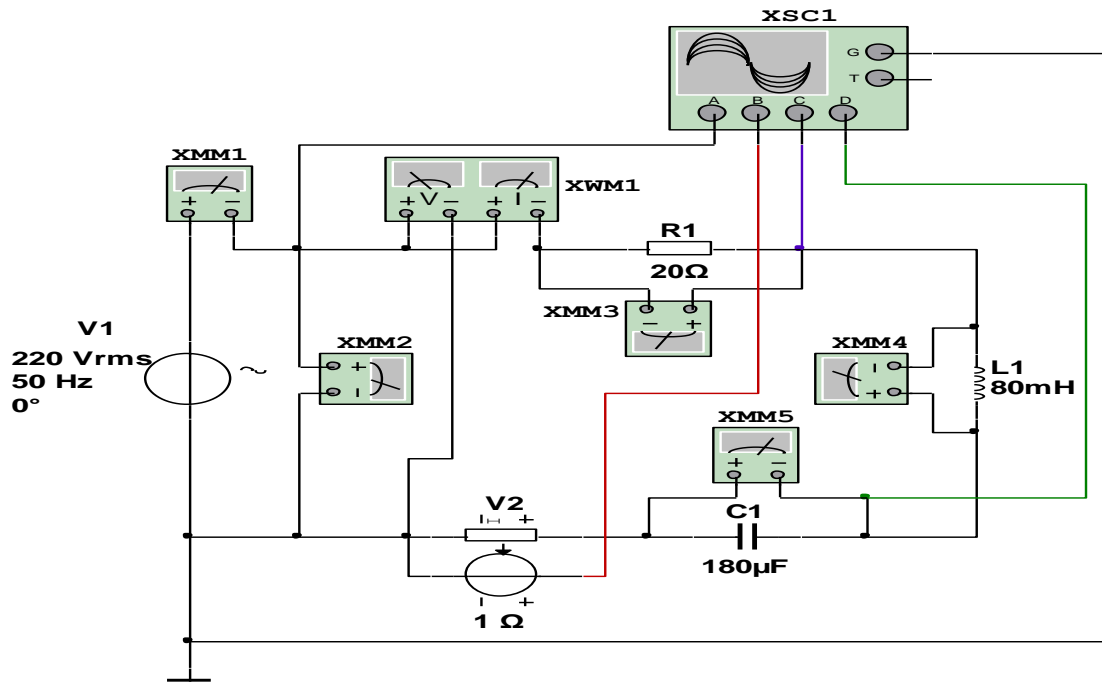 XSC1
G
T
A B C D
XMM1
XWM1
+ − + V − + I −
R1
20Ω
XMM3
− +
V1
220 Vrms
50 Hz
0°
XMM2
+
−
XMM4
−
+
L1
80mH
XMM5
+ −
V2
− +
C1
180µF
− +
1 Ω